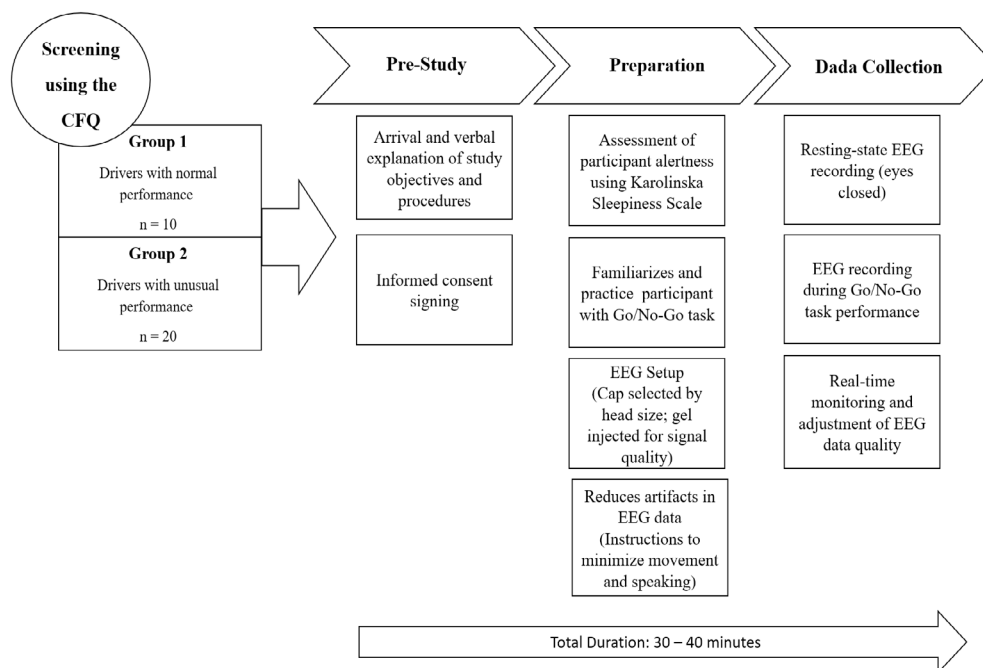 Screening
using the
CFQ
Group 1
Drivers with normal
performance
n = 10
Group 2
Drivers with unusual
performance
n = 20
Pre-Study
Arrival and verbal
explanation of study
objectives and
procedures
Informed consent
signing
Preparation
Assessment of
participant alertness
using Karolinska
Sleepiness Scale
Familiarizes and
practice participant
with Go/No-Go task
EEG Setup
(Cap selected by
head size; gel
injected for signal
quality)
Reduces artifacts in
EEG data
(Instructions to
minimize movement
and speaking)
Dada Collection
Resting-state EEG
recording (eyes
closed)
EEG recording
during Go/No-Go
task performance
Real-time
monitoring and
adjustment of EEG
data quality
Total Duration: 30 – 40 minutes